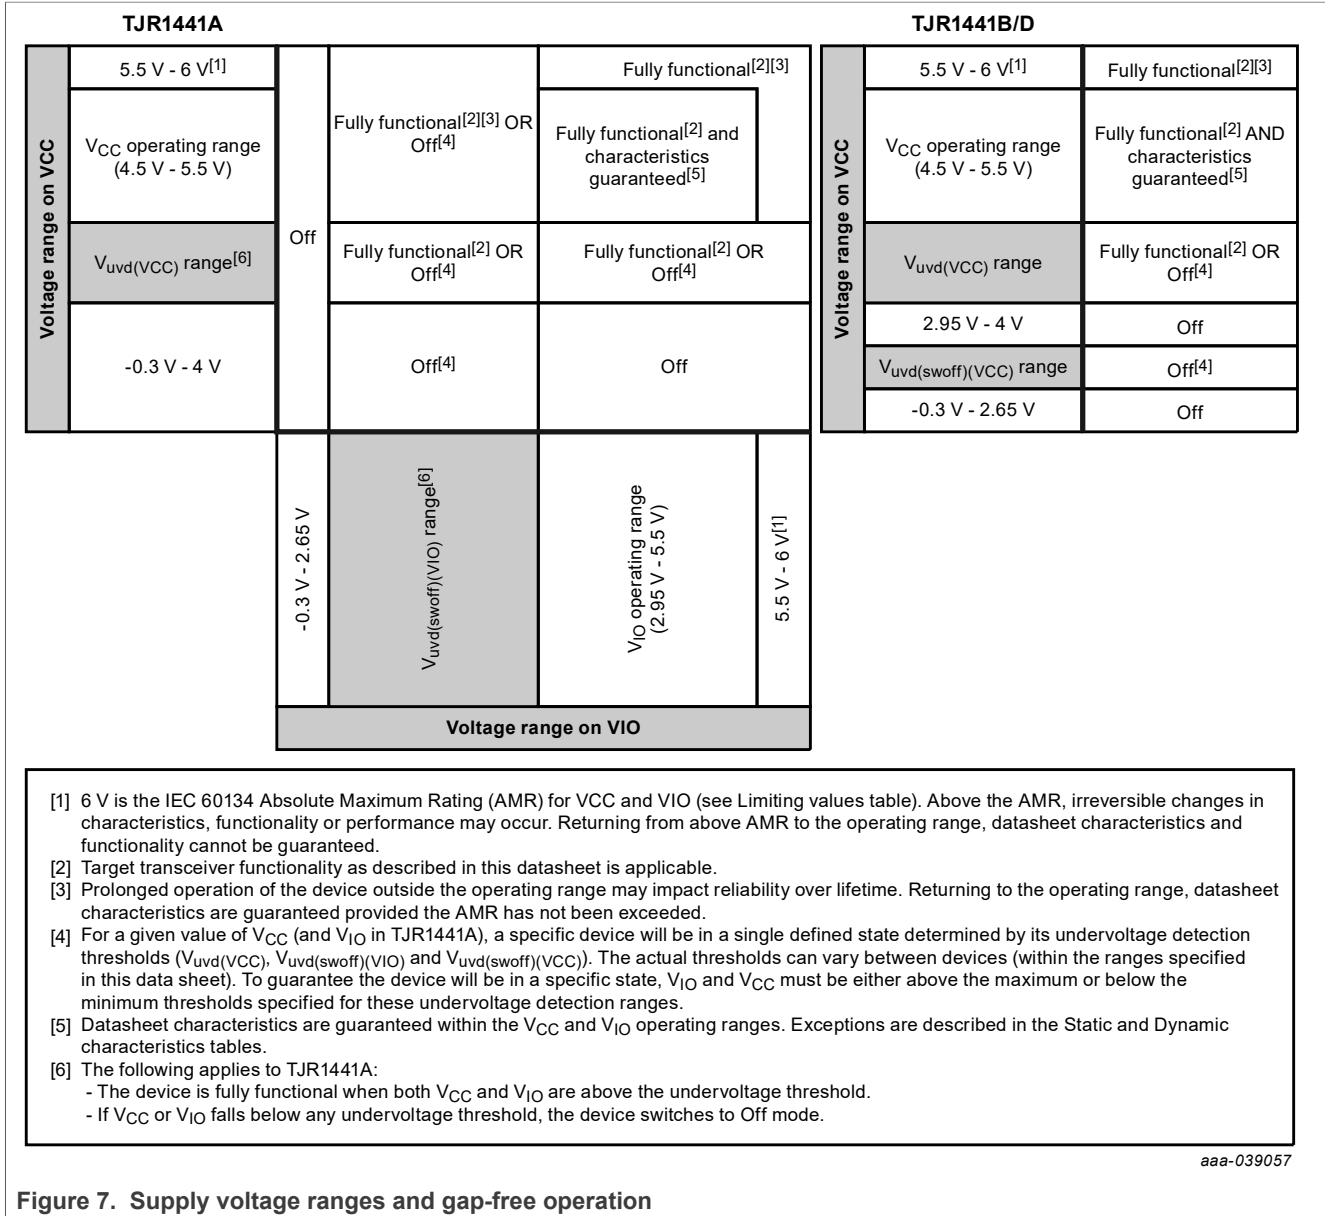 TJR1441A
Voltage range on VCC
5.5 V - 6 V[1]
VCC operating range
(4.5 V - 5.5 V)
Vuvd(VCC) range[6]
-0.3 V - 4 V
Off
Fully functional[2][3] OR
Off[4]
Fully functional[2][3]
Fully functional[2] and
characteristics
guaranteed[5]
Fully functional[2] OR
Off[4]
Fully functional[2] OR
Off[4]
Off[4]
Off
-0.3 V - 2.65 V
Vuvd(swoff)(VIO) range[6]
VIO operating range
(2.95 V - 5.5 V)
5.5 V - 6 V[1]
Voltage range on VIO
TJR1441B/D
Voltage range on VCC
5.5 V - 6 V[1]
Fully functional[2][3]
VCC operating range
(4.5 V - 5.5 V)
Fully functional[2] AND
characteristics
guaranteed[5]
Vuvd(VCC) range
Fully functional[2] OR
Off[4]
2.95 V - 4 V
Off
Vuvd(swoff)(VCC) range
Off[4]
-0.3 V - 2.65 V
Off
[1] 6 V is the IEC 60134 Absolute Maximum Rating (AMR) for VCC and VIO (see Limiting values table). Above the AMR, irreversible changes in
characteristics, functionality or performance may occur. Returning from above AMR to the operating range, datasheet characteristics and
functionality cannot be guaranteed.
[2] Target transceiver functionality as described in this datasheet is applicable.
[3] Prolonged operation of the device outside the operating range may impact reliability over lifetime. Returning to the operating range, datasheet
characteristics are guaranteed provided the AMR has not been exceeded.
[4] For a given value of VCC (and VIO in TJR1441A), a specific device will be in a single defined state determined by its undervoltage detection
thresholds (Vuvd(VCC), Vuvd(swoff)(VIO) and Vuvd(swoff)(VCC)). The actual thresholds can vary between devices (within the ranges specified
in this data sheet). To guarantee the device will be in a specific state, VIO and VCC must be either above the maximum or below the
minimum thresholds specified for these undervoltage detection ranges.
[5] Datasheet characteristics are guaranteed within the VCC and VIO operating ranges. Exceptions are described in the Static and Dynamic
characteristics tables.
[6] The following applies to TJR1441A:
- The device is fully functional when both VCC and VIO are above the undervoltage threshold.
- If VCC or VIO falls below any undervoltage threshold, the device switches to Off mode.
aaa-039057
Figure 7. Supply voltage ranges and gap-free operation